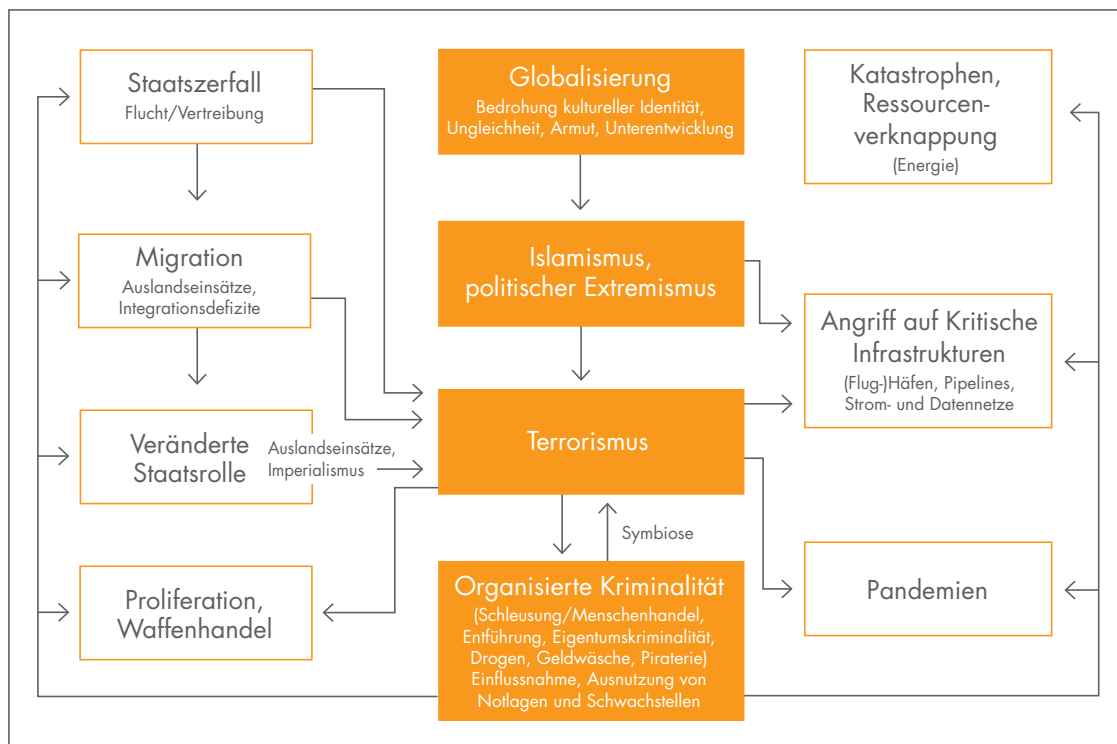 Staatszerfall
Flucht/Vertreibung
Migration
Auslandseinsätze,
Integrationsdefizite
Veränderte
Staatsrolle
Auslandseinsätze,
Imperialismus
Proliferation,
Waffenhandel
Globalisierung
Bedrohung kultureller Identität,
Ungleichheit, Armut, Unterentwicklung
Islamismus,
politischer Extremismus
Terrorismus
Symbiose
Organisierte Kriminalität
(Schleusung/Menschenhandel,
Entführung, Eigentumskriminalität,
Drogen, Geldwäsche, Piraterie)
Einflussnahme, Ausnutzung von
Notlagen und Schwachstellen
Katastrophen,
Ressourcen-
verknappung
(Energie)
Angriff auf Kritische
Infrastrukturen
(Flug-)Häfen, Pipelines,
Strom- und Datennetze
Pandemien